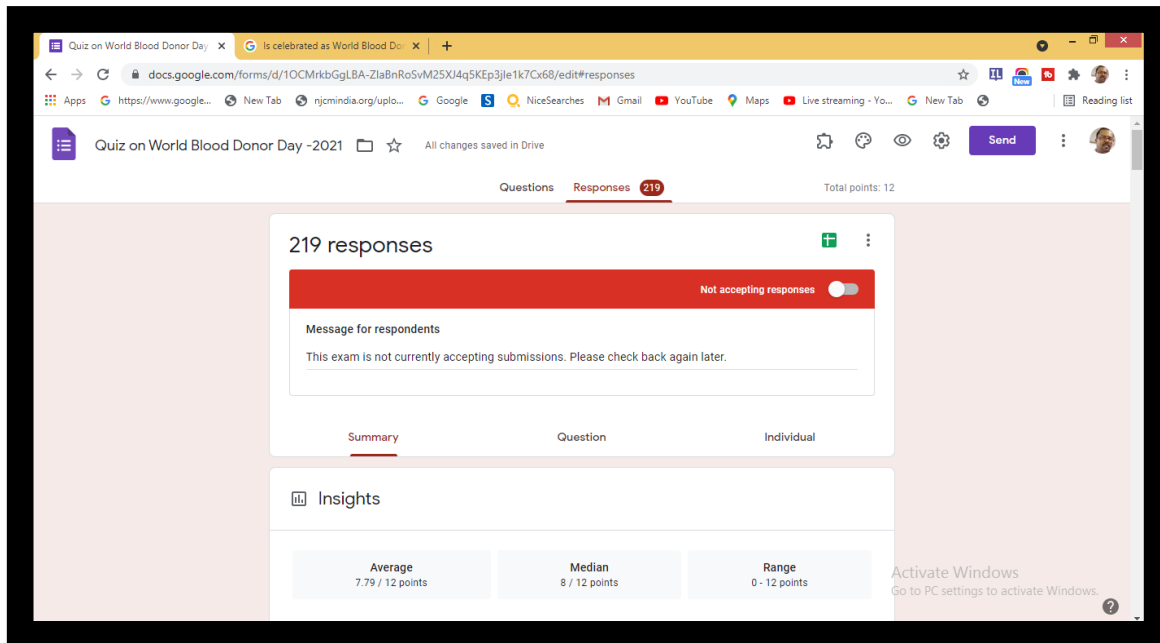 Quiz on World Blood Donor Day
Is celebrated as World Blood Do
docs.google.com/forms/d/1OCMrkbGgLBA-ZlaBnRoSvM25XJ4q5KEp3jle1k7Cx68/edit#responses
New
Apps https://www.google... New Tab njcmindia.org/uplo... Google NiceSearches Gmail YouTube Maps Live streaming - Yo... New Tab Reading list
Quiz on World Blood Donor Day -2021 All changes saved in Drive Send
Questions Responses 219 Total points: 12
219 responses
Not accepting responses
Message for respondents
This exam is not currently accepting submissions. Please check back again later.
Summary Question Individual
Insights
Average Median Range
7.79 / 12 points 8 / 12 points 0 - 12 points
Activate Windows
Go to PC settings to activate Windows.